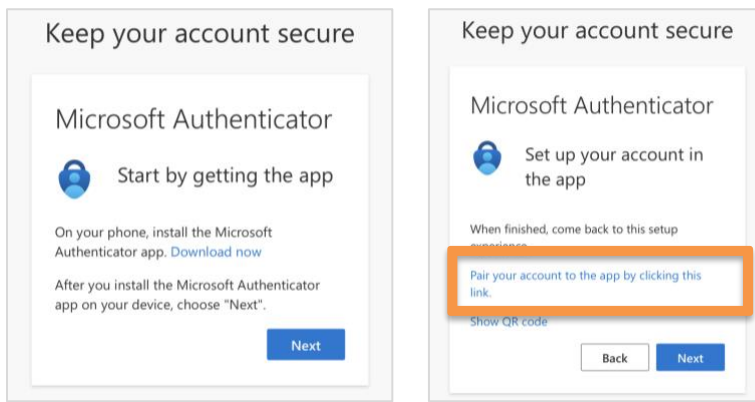 Keep your account secure
Microsoft Authenticator
Start by getting the app
On your phone, install the Microsoft
Authenticator app. Download now
After you install the Microsoft Authenticator
app on your device, choose "Next".
Next
Keep your account secure
Microsoft Authenticator
Set up your account in
the app
When finished, come back to this setup
experience
Pair your account to the app by clicking this
link.
Show QR code
Back
Next